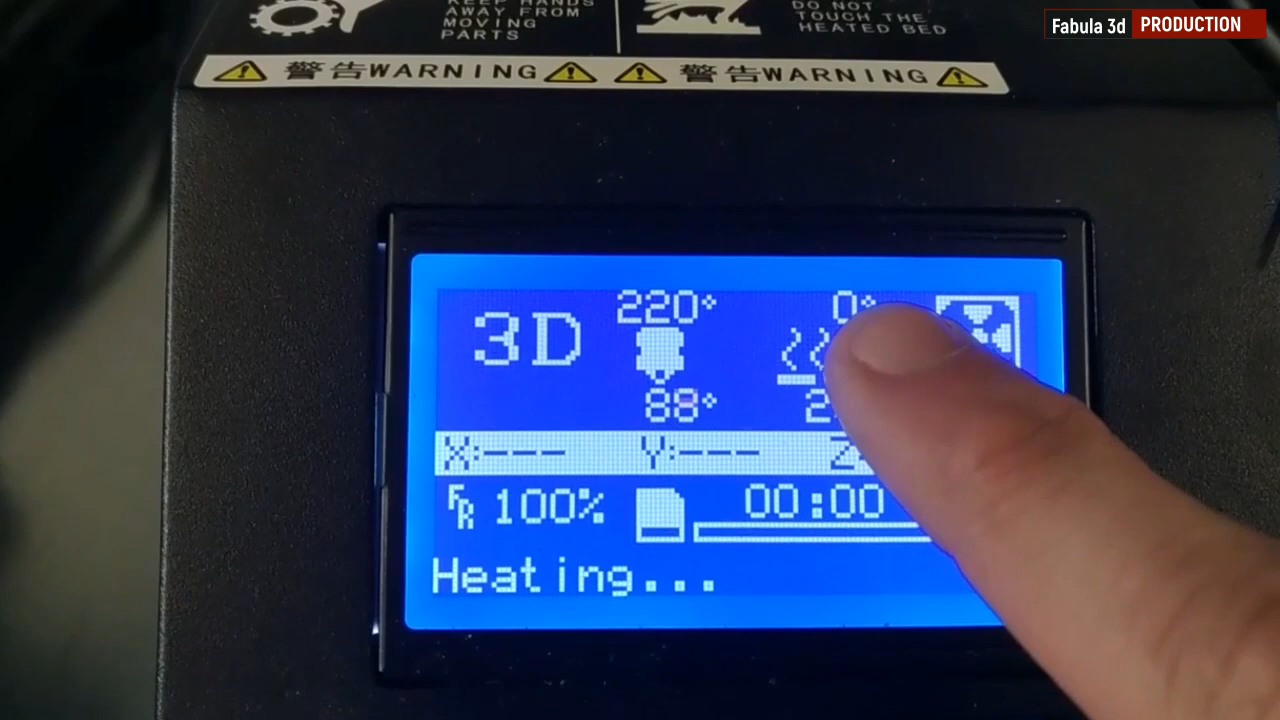 KEEP HANDS
AWAY FROM
MOVING
PARTS
DO NOT
TOUCH THE
HEATED BED
Fabula 3d PRODUCTION
警告WARNING 警告WARNING
3D 220° 0°
88°
X:--- Y:--- Z
FR 100% 00:00
Heating...